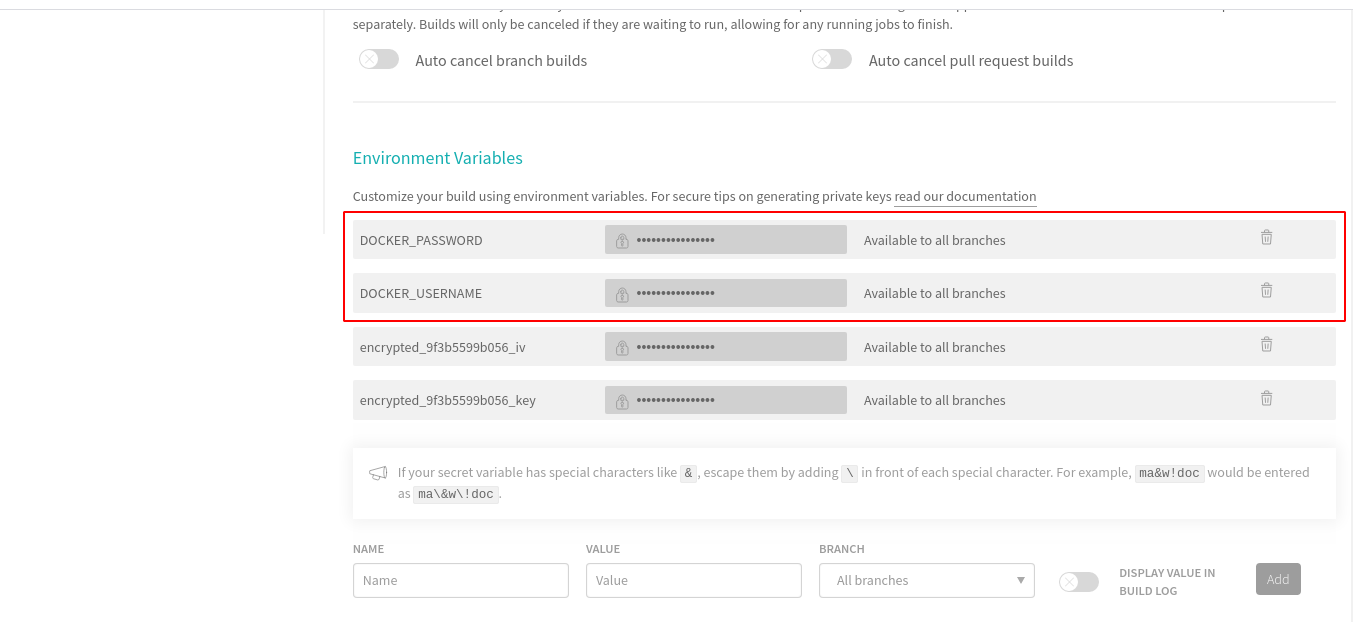 separately. Builds will only be canceled if they are waiting to run, allowing for any running jobs to finish.
Auto cancel branch builds
Auto cancel pull request builds
Environment Variables
Customize your build using environment variables. For secure tips on generating private keys read our documentation
DOCKER_PASSWORD •••••••••••••••• Available to all branches
DOCKER_USERNAME •••••••••••••••• Available to all branches
encrypted_9f3b5599b056_iv •••••••••••••••• Available to all branches
encrypted_9f3b5599b056_key •••••••••••••••• Available to all branches
If your secret variable has special characters like & , escape them by adding \ in front of each special character. For example, ma&w!doc would be entered
as ma\&w\!doc .
NAME VALUE BRANCH
Name Value All branches
DISPLAY VALUE IN
BUILD LOG
Add